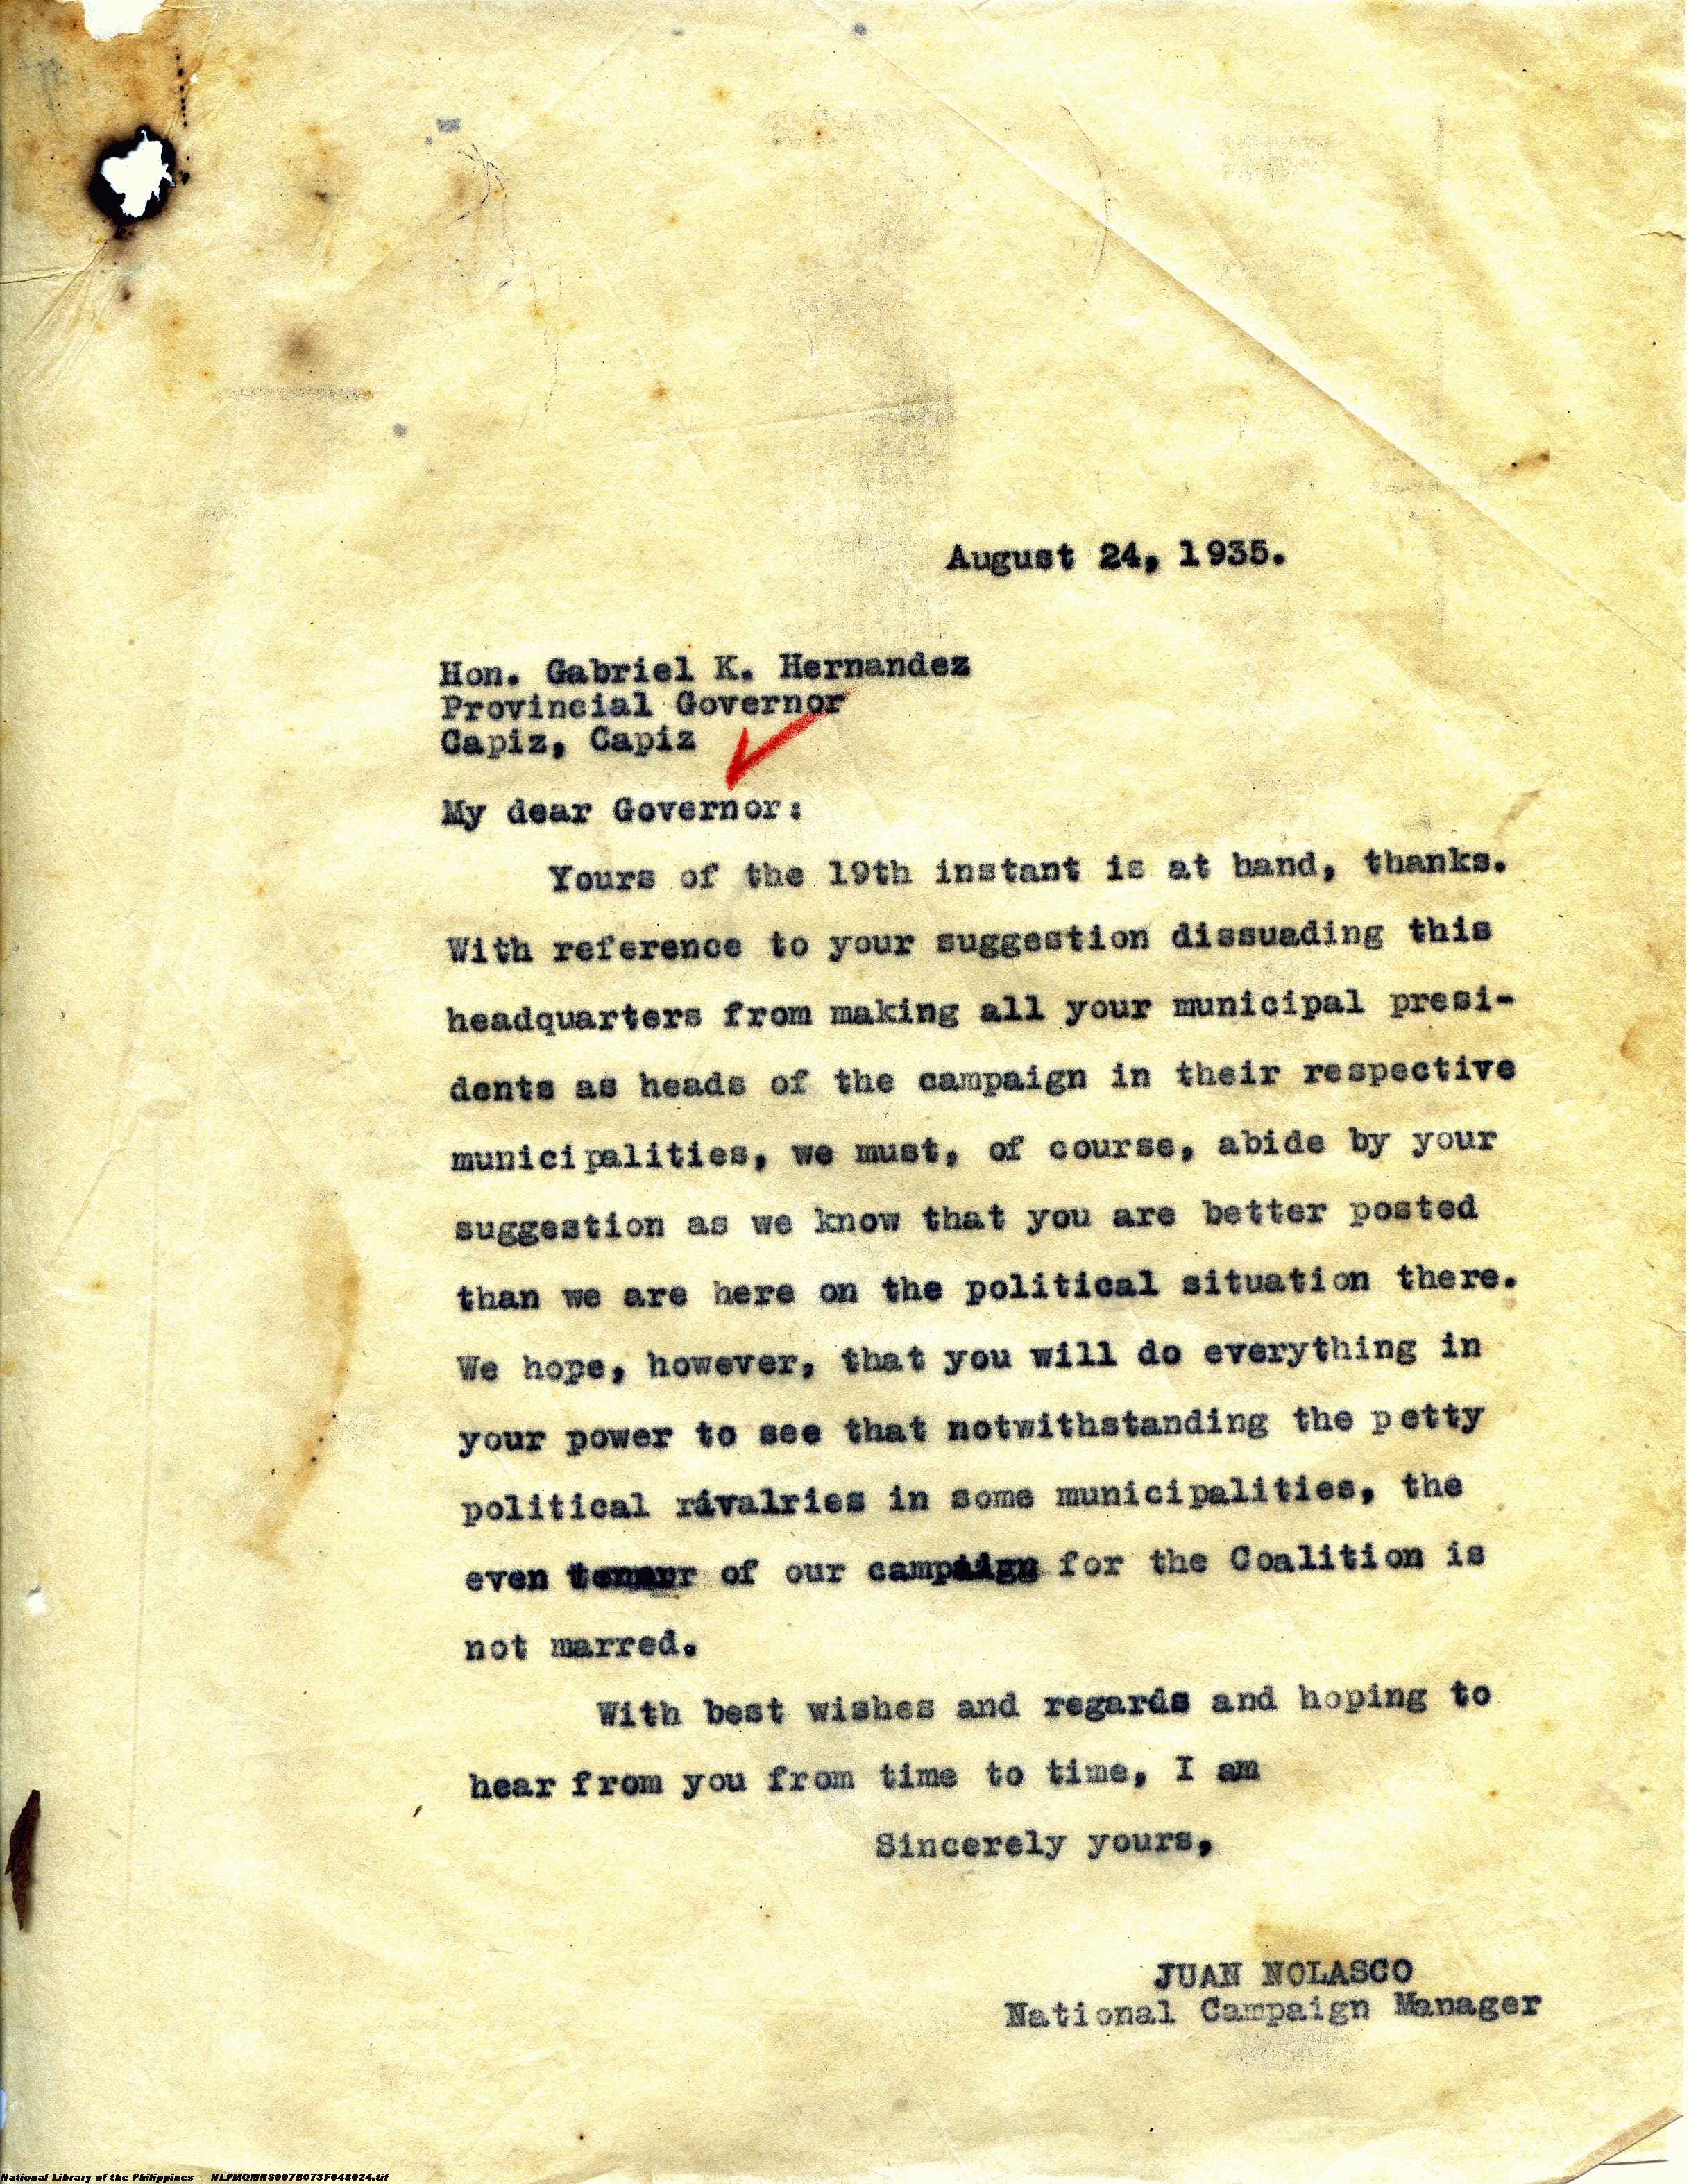 August 24, 1935.
Hon. Gabriel K. Hernandez
Provincial Governor
Capiz, Capiz
My dear Governor:
Yours of the 19th instant is at hand, thanks.
With reference to your suggestion dissuading this
headquarters from making all your municipal presi-
dents as heads of the campaign in their respective
municipalities, we must, of course, abide by your
suggestion as we know that you are better posted
than we are here on the political situation there.
We hope, however, that you will do everything in
your power to see that notwithstanding the petty
political rivalries in some municipalities, the
even of our campaign for the Coalition is
not marred.
With best wishes and regards and hoping to
hear from you from time to time, I am
Sincerely yours,
JUAN NOLASCO
National Campaign Manager
National Library of the Philippines NLPMQMNS007B073F048024.tif